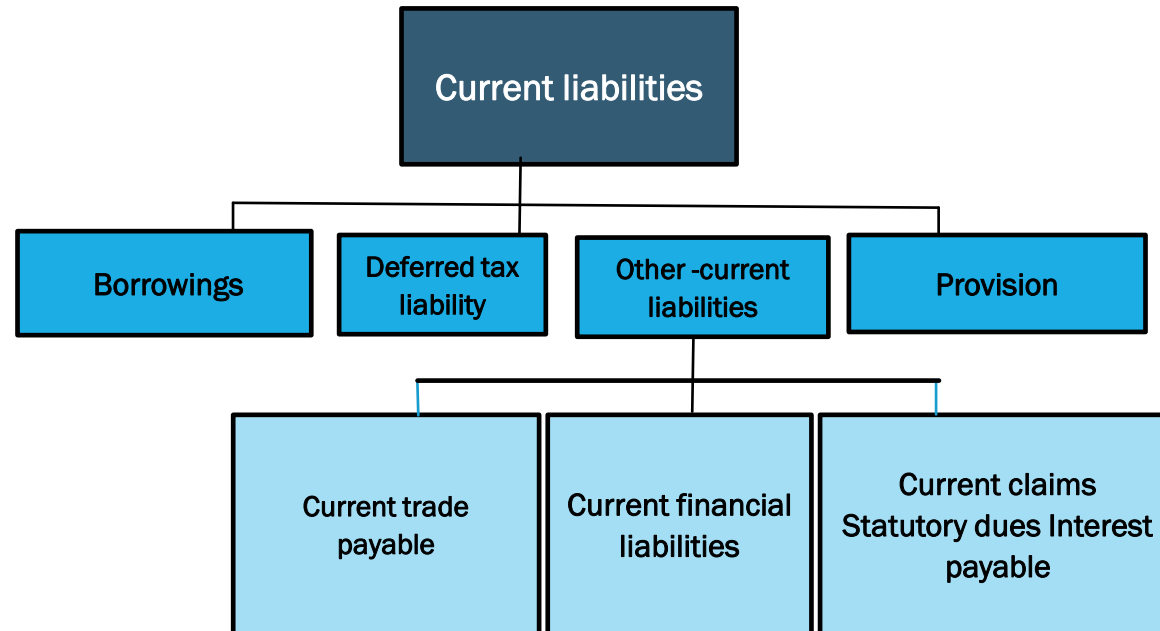 Current liabilities
Borrowings
Deferred tax
liability
Other -current
liabilities
Provision
Current trade
payable
Current financial
liabilities
Current claims
Statutory dues Interest
payable